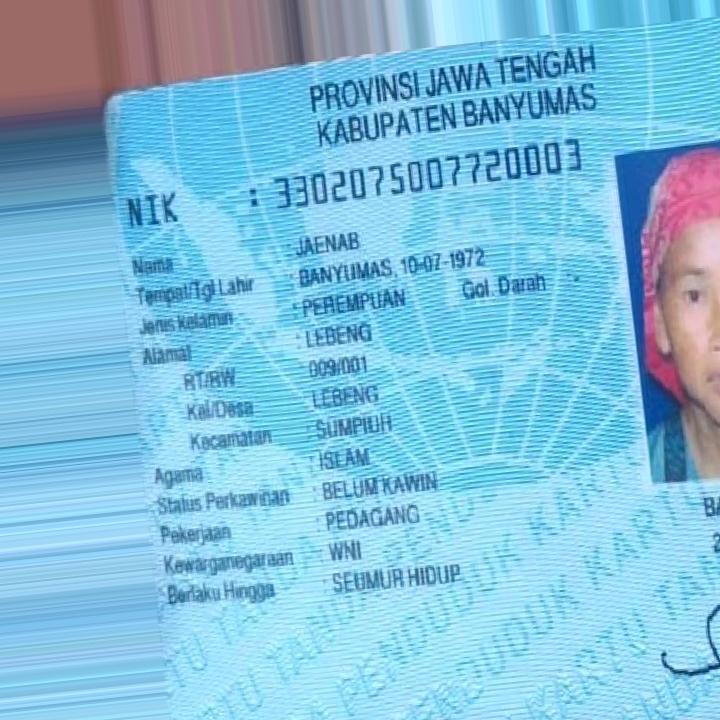 PROVINSI JAWA TENGAH
KABUPATEN BANYUMAS
NIK : 3302075007720003
Nama : JAENAB
Tempat/Tgl Lahir : BANYUMAS, 10-07-1972
Jenis kelamin : PEREMPUAN Gol. Darah : -
Alamat : LEBENG
RT/RW : 009/001
Kel/Desa : LEBENG
Kecamatan : SUMPIUH
Agama : ISLAM
Status Perkawinan : BELUM KAWIN
Pekerjaan : PEDAGANG
Kewarganegaraan : WNI
Berlaku Hingga : SEUMUR HIDUP